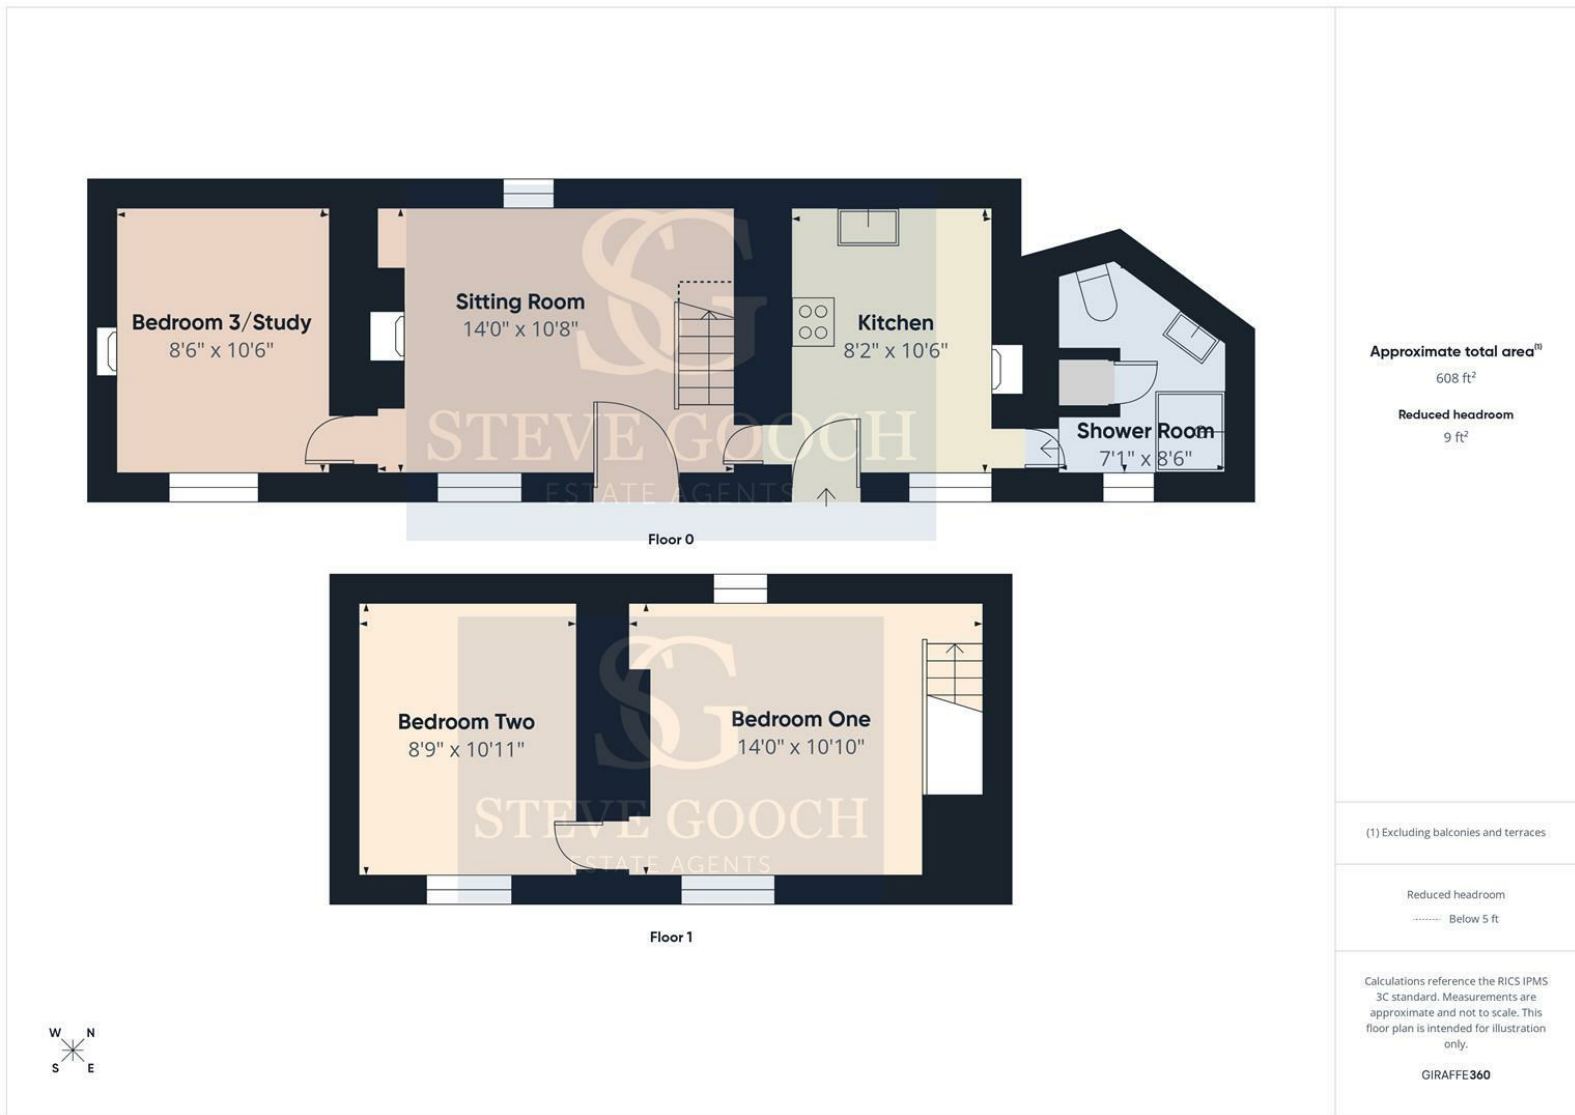 Bedroom 3/Study
8'6" x 10'6"
Sitting Room
14'0" x 10'8"
Kitchen
8'2" x 10'6"
Shower Room
7'1" x 8'6"
SG
STEVE GOOCH
ESTATE AGENTS
Floor 0
Bedroom Two
8'9" x 10'11"
Bedroom One
14'0" x 10'10"
SG
STEVE GOOCH
ESTATE AGENTS
Floor 1
W N
S E
Approximate total area(1)
608 ft²
Reduced headroom
9 ft²
(1) Excluding balconies and terraces
Reduced headroom
Below 5 ft
Calculations reference the RICS IPMS
3C standard. Measurements are
approximate and not to scale. This
floor plan is intended for illustration
only.
GIRAFFE360